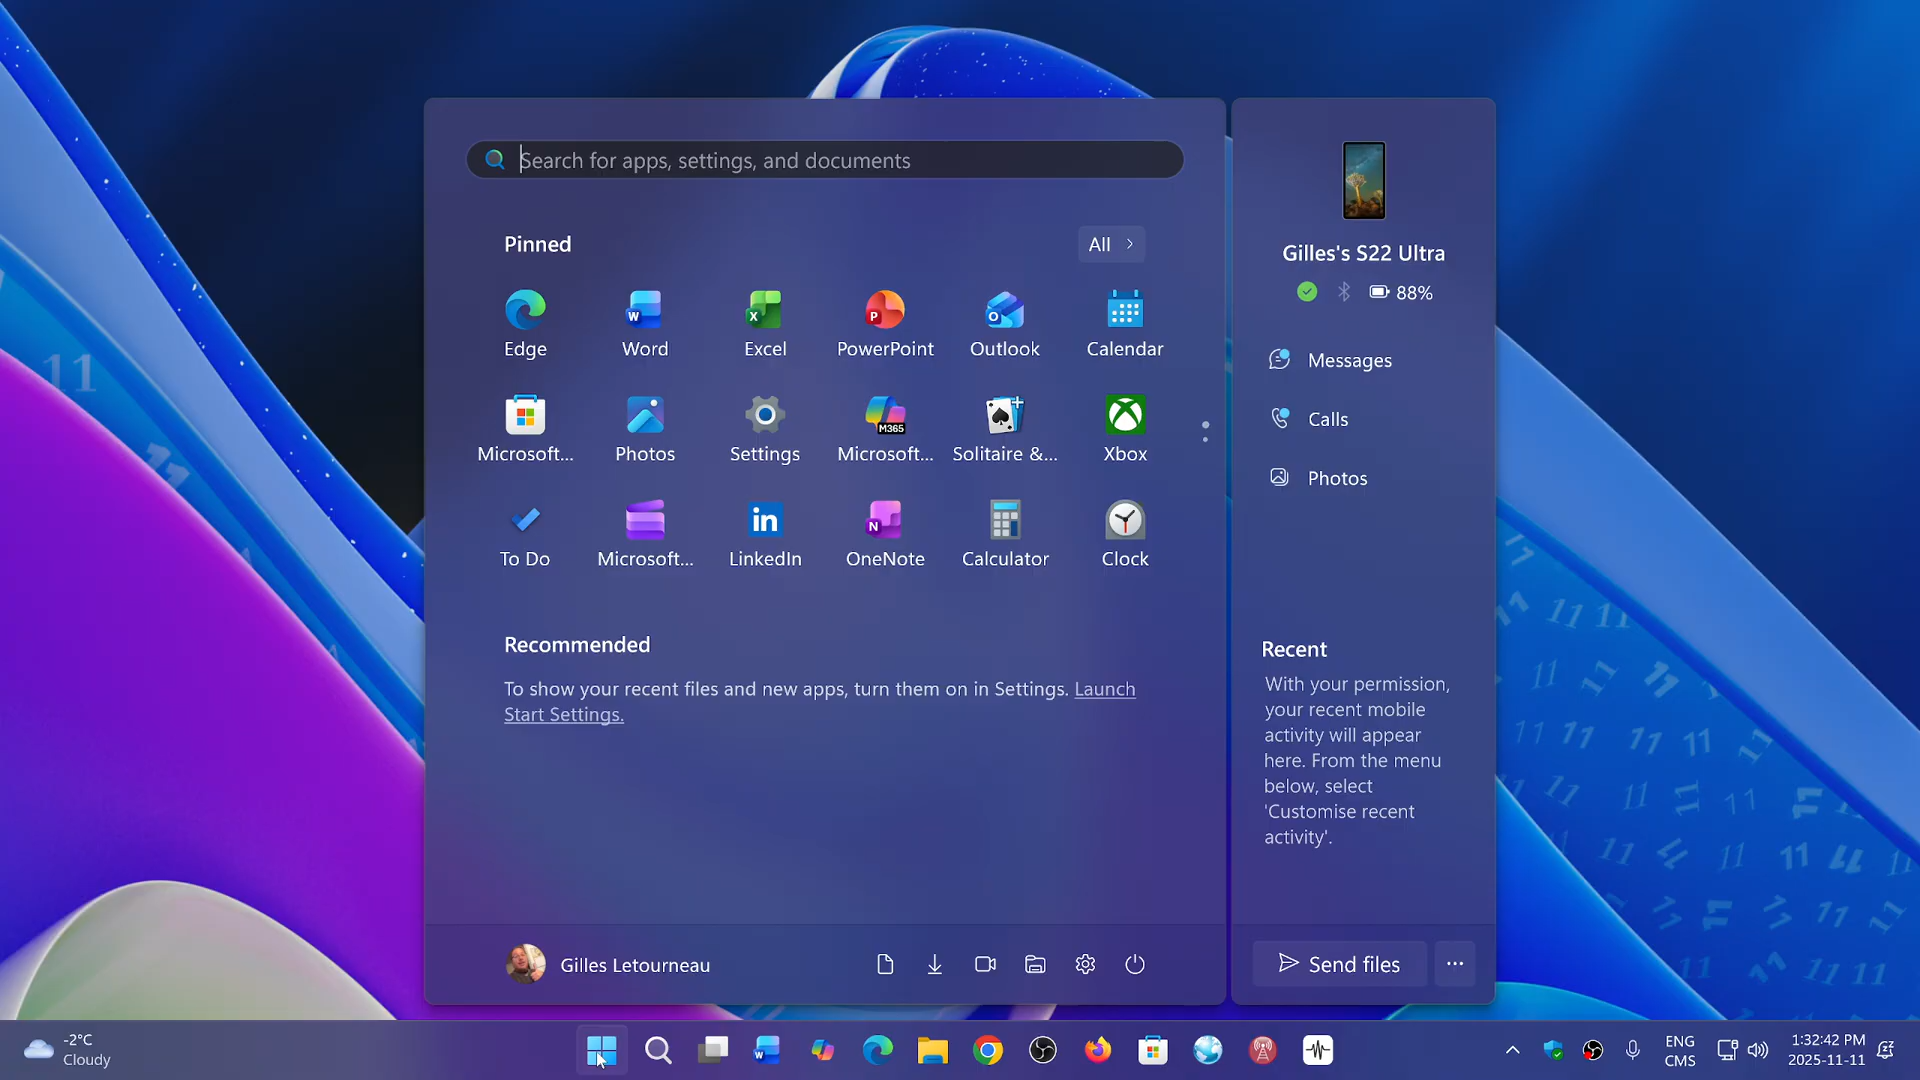 Search for apps, settings, and documents
Pinned
All
Edge
Word
Excel
PowerPoint
Outlook
Calendar
Microsoft...
Photos
Settings
M365
Microsoft...
Solitaire &...
Xbox
To Do
Microsoft...
LinkedIn
OneNote
Calculator
Clock
Recommended
To show your recent files and new apps, turn them on in Settings. Launch
Start Settings.
Gilles Letourneau
Gilles's S22 Ultra
88%
Messages
Calls
Photos
Recent
With your permission,
your recent mobile
activity will appear
here. From the menu
below, select
'Customise recent
activity'.
Send files
-2°C
Cloudy
ENG
CMS
1:32:42 PM
2025-11-11